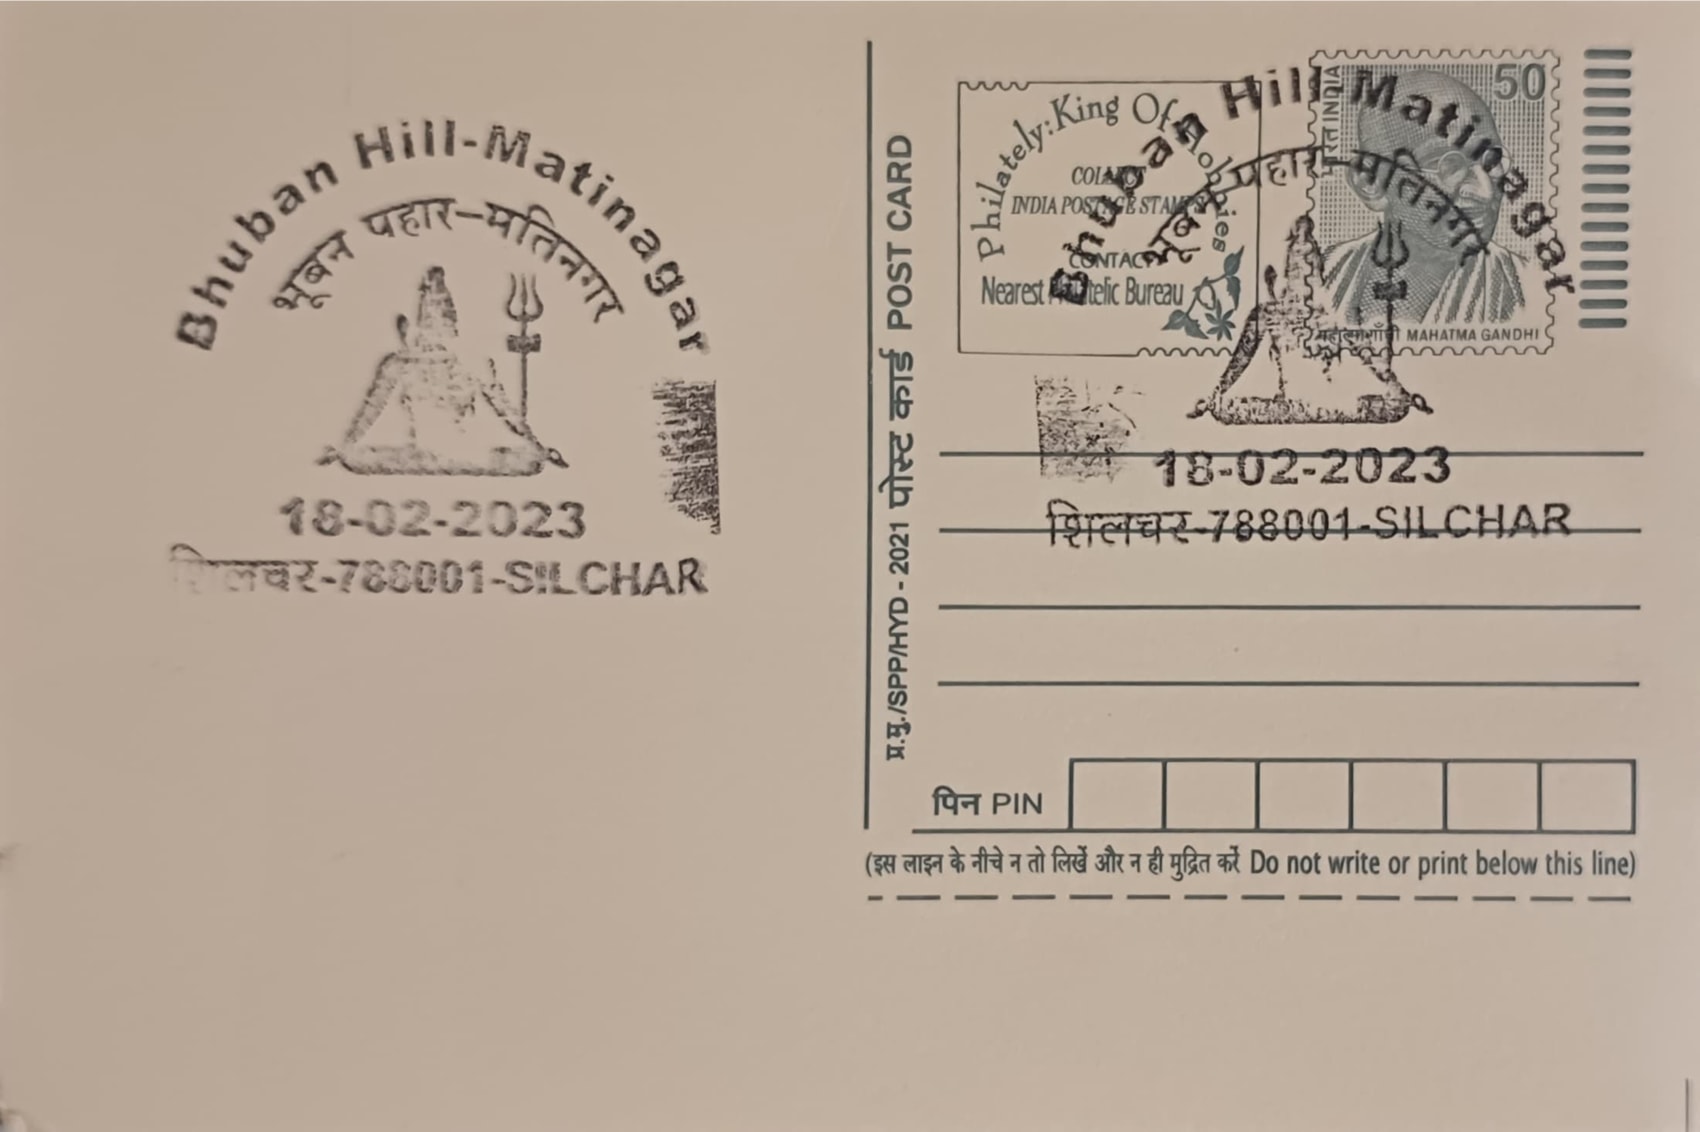 Bhuban Hill-Matinagar
भूबन पहार-मतिनगर
18-02-2023
शिलचर-788001-SILCHAR
प्र.मु./SPP/HYD - 2021 पोस्ट कार्ड POST CARD
Philately:King Of Hobbies
COLLECT
INDIA POSTAGE STAMPS
CONTACT
Nearest Philatelic Bureau
भारत INDIA
50
महात्मा गाँधी MAHATMA GANDHI
Bhuban Hill Matinagar
भूबन पहार-मतिनगर
18-02-2023
शिलचर-788001-SILCHAR
पिन PIN
(इस लाइन के नीचे न तो लिखें और न ही मुद्रित करें Do not write or print below this line)